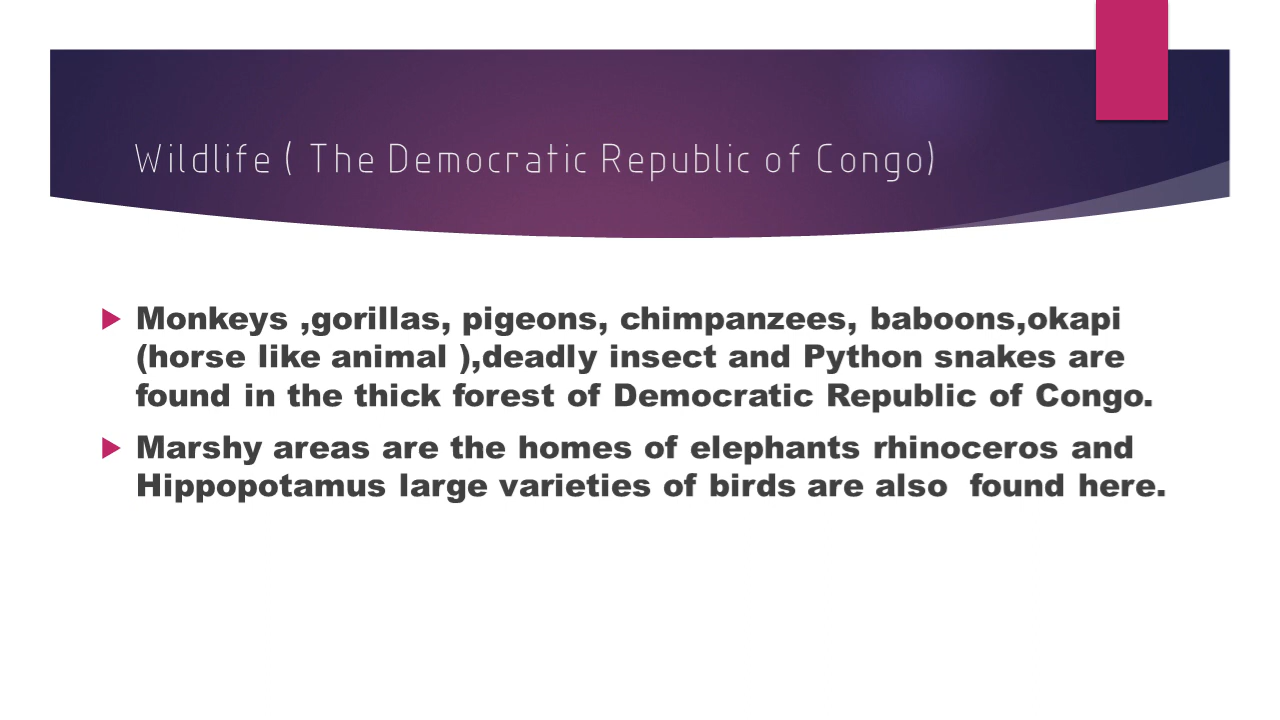 Wildlife ( The Democratic Republic of Congo)
Monkeys ,gorillas, pigeons, chimpanzees, baboons,okapi
(horse like animal ),deadly insect and Python snakes are
found in the thick forest of Democratic Republic of Congo.
Marshy areas are the homes of elephants rhinoceros and
Hippopotamus large varieties of birds are also  found here.